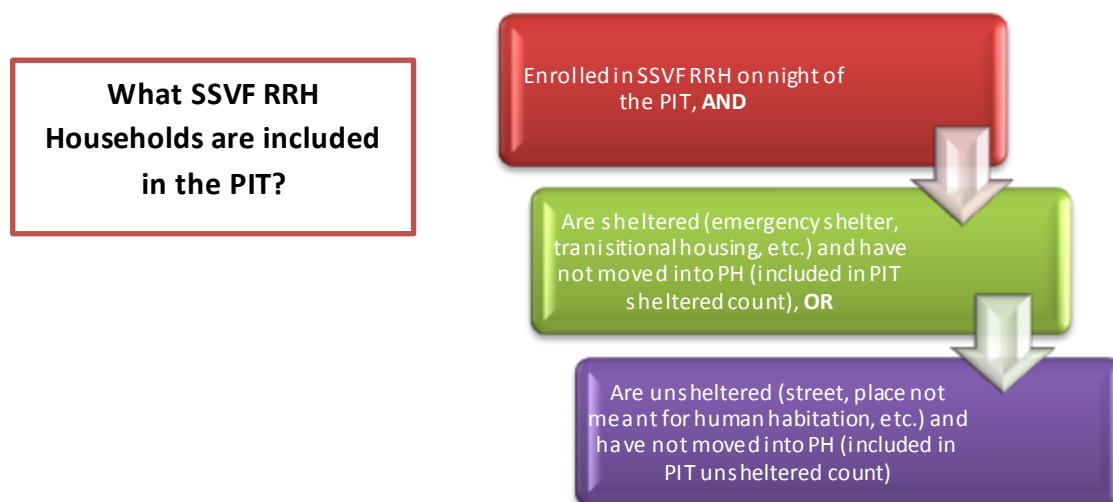 What SSVF RRH
Households are included
in the PIT?
Enrolled in SSVF RRH on night of
the PIT, AND
Are sheltered (emergency shelter,
tranisitional housing, etc.) and have
not moved into PH (included in PIT
sheltered count), OR
Are unsheltered (street, place not
meant for human habitation, etc.) and
have not moved into PH (included in
PIT unsheltered count)